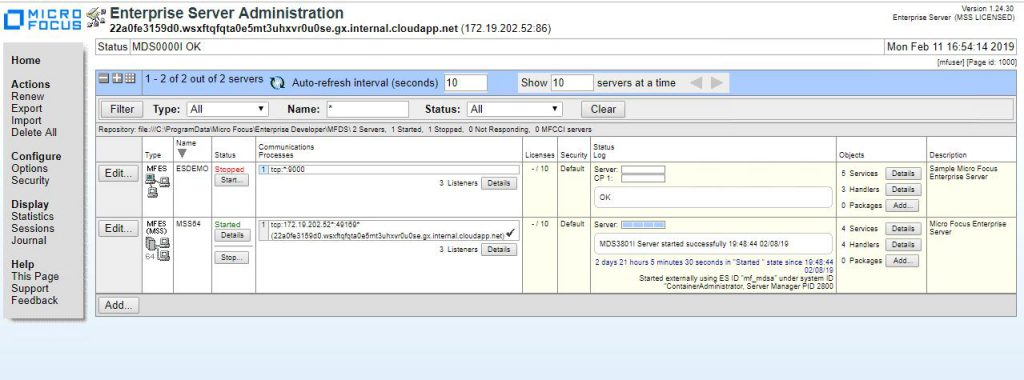 MICRO FOCUS
Enterprise Server Administration
22a0fe3159d0.wsxftqfqta0e5mt3uhxvr0u0se.gx.internal.cloudapp.net (172.19.202.52:86)
Version 1.24.30
Enterprise Server (MSS LICENSED)
Status MDS0000I OK
Mon Feb 11 16:54:14 2019
[mfuser] [Page id: 1000]
Home
Actions
Renew
Export
Import
Delete All
Configure
Options
Security
Display
Statistics
Sessions
Journal
Help
This Page
Support
Feedback
1 - 2 of 2 out of 2 servers
Auto-refresh interval (seconds) 10
Show 10 servers at a time
Filter Type: All Name: * Status: All Clear
Repository: file:///C:\ProgramData\Micro Focus\Enterprise Developer\MFDS\ 2 Servers, 1 Started, 1 Stopped, 0 Not Responding, 0 MFCCI servers
Type
Name
Status
Communications
Processes
Licenses
Security
Status
Log
Objects
Description
Edit...
MFES
ESDEMO
Stopped
Start...
1 tcp:*:9000
3 Listeners Details
- / 10
Default
Server:
CP 1:
OK
5 Services Details
3 Handlers Details
0 Packages Add...
Sample Micro Focus
Enterprise Server
Edit...
MFES
(MSS)
64
MSS64
Started
Details
Stop...
1 tcp:172.19.202.52*:49169*
(22a0fe3159d0.wsxftqfqta0e5mt3uhxvr0u0se.gx.internal.cloudapp.net)
3 Listeners Details
- / 10
Default
Server:
MDS3801I Server started successfully 19:48:44 02/08/19
2 days 21 hours 5 minutes 30 seconds in "Started " state since 19:48:44
02/08/19
Started externally using ES ID "mf_mdsa" under system ID
"ContainerAdministrator, Server Manager PID 2800
4 Services Details
4 Handlers Details
0 Packages Add...
Micro Focus Enterprise
Server
Add...